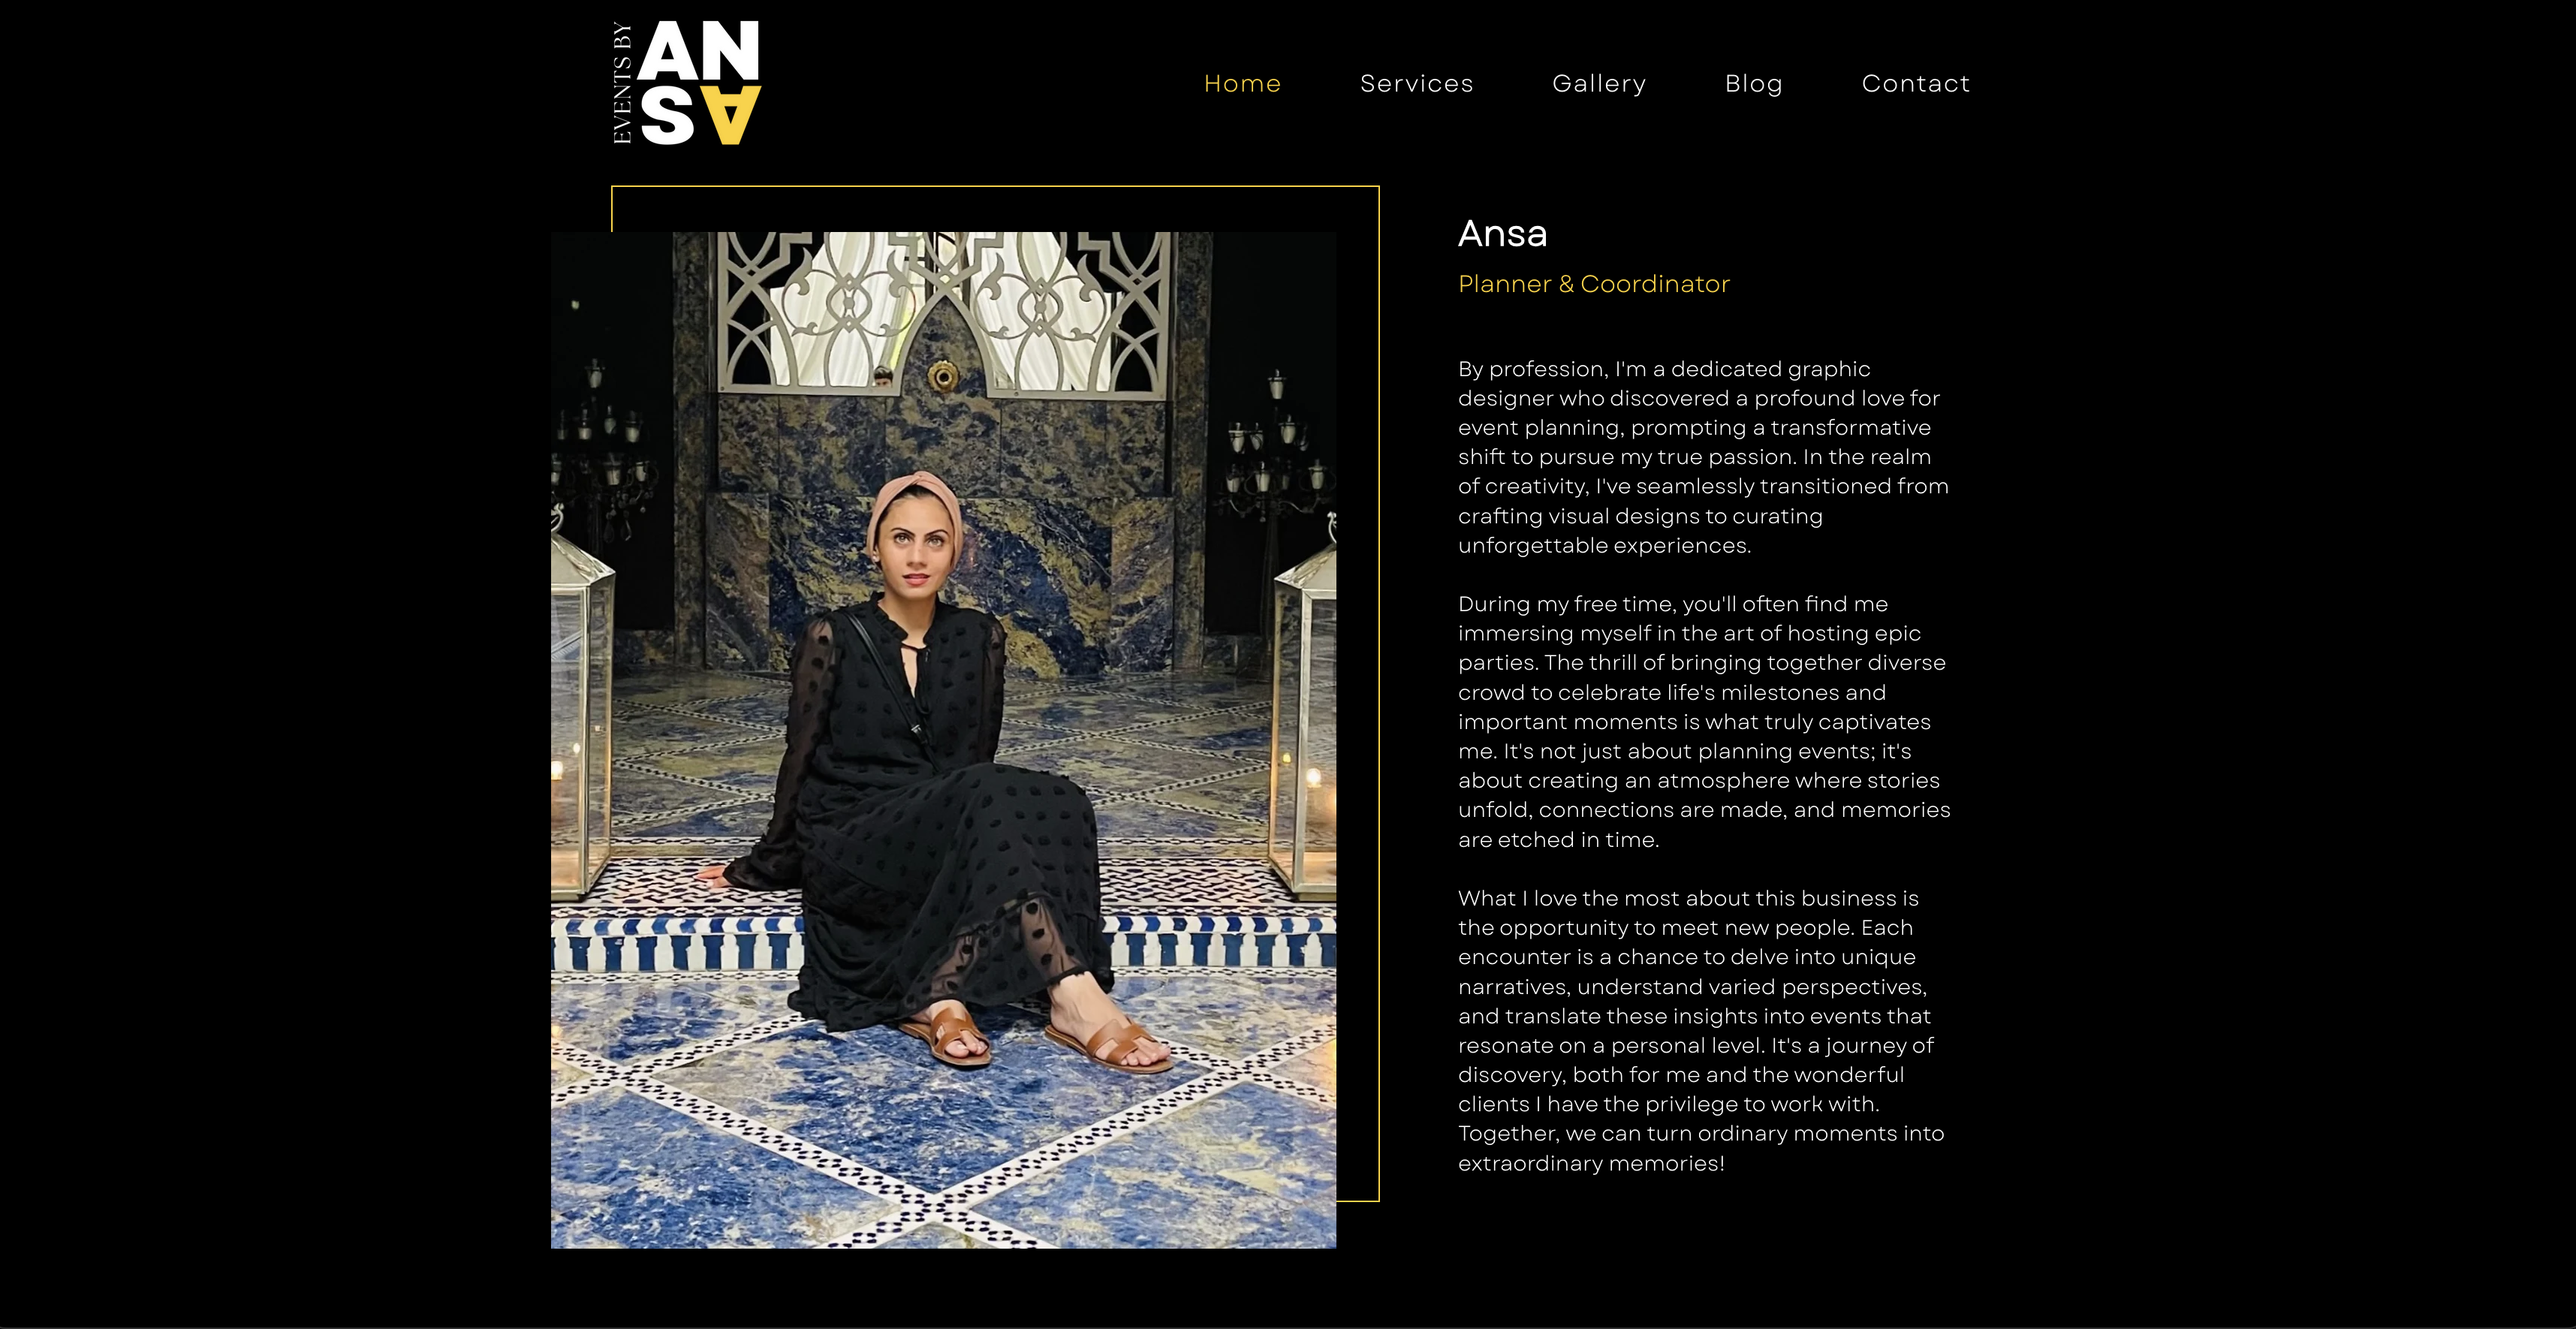 EVENTS BY
AN
SA
Home
Services
Gallery
Blog
Contact
Ansa
Planner & Coordinator
By profession, I'm a dedicated graphic
designer who discovered a profound love for
event planning, prompting a transformative
shift to pursue my true passion. In the realm
of creativity, I've seamlessly transitioned from
crafting visual designs to curating
unforgettable experiences.
During my free time, you'll often find me
immersing myself in the art of hosting epic
parties. The thrill of bringing together diverse
crowd to celebrate life's milestones and
important moments is what truly captivates
me. It's not just about planning events; it's
about creating an atmosphere where stories
unfold, connections are made, and memories
are etched in time.
What I love the most about this business is
the opportunity to meet new people. Each
encounter is a chance to delve into unique
narratives, understand varied perspectives,
and translate these insights into events that
resonate on a personal level. It's a journey of
discovery, both for me and the wonderful
clients I have the privilege to work with.
Together, we can turn ordinary moments into
extraordinary memories!